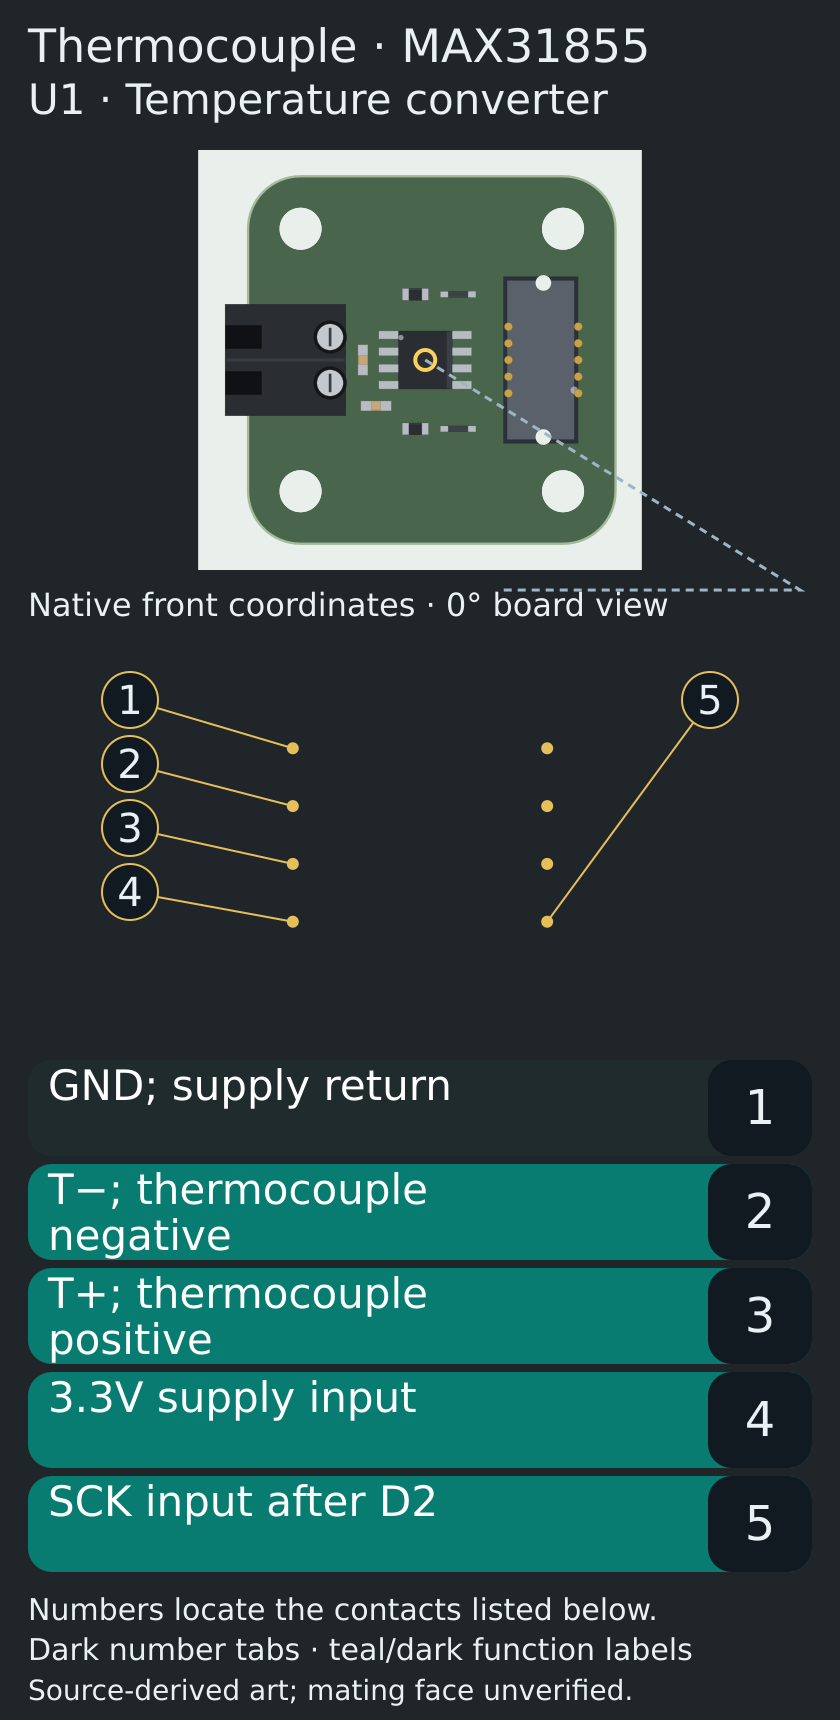 Thermocouple · MAX31855
U1 · Temperature converter
Native front coordinates · 0° board view
1
5
2
3
4
GND; supply return
1
T−; thermocouple
negative
2
T+; thermocouple
positive
3
3.3V supply input
4
SCK input after D2
5
Numbers locate the contacts listed below.
Dark number tabs · teal/dark function labels
Source-derived art; mating face unverified.